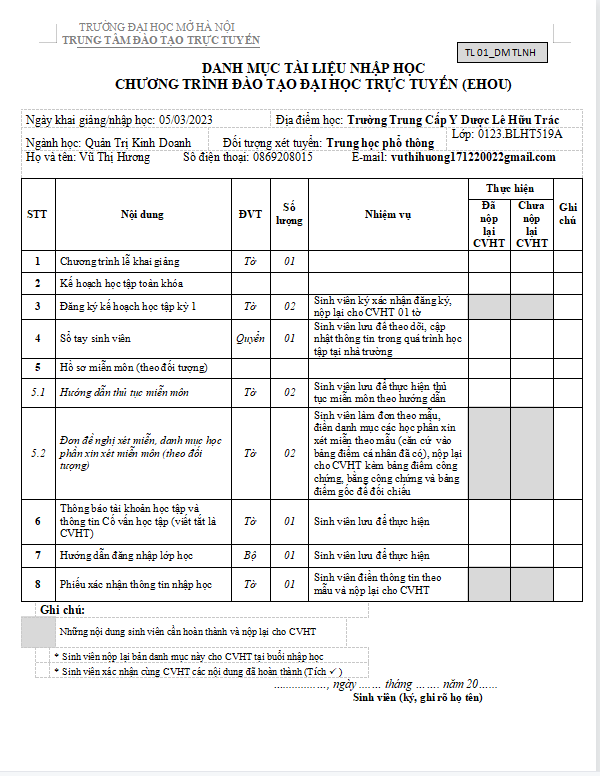 TRƯỜNG ĐẠI HỌC MỞ HÀ NỘI
TRUNG TÂM ĐÀO TẠO TRỰC TUYẾN
TL 01_DMTLNH
DANH MỤC TÀI LIỆU NHẬP HỌC
CHƯƠNG TRÌNH ĐÀO TẠO ĐẠI HỌC TRỰC TUYẾN (EHOU)
Ngày khai giảng/nhập học: 05/03/2023 Địa điểm học: Trường Trung Cấp Y Dược Lê Hữu Trác
Ngành học: Quản Trị Kinh Doanh Đối tượng xét tuyển: Trung học phổ thông Lớp: 0123.BLHT519A
Họ và tên: Vũ Thị Hương Số điện thoại: 0869208015 E-mail: vuthihuong171220022gmail.com
STT Nội dung ĐVT Số lượng Nhiệm vụ Thực hiện Ghi chú
Đã nộp lại CVHT Chưa nộp lại CVHT
1 Chương trình lễ khai giảng Tờ 01
2 Kế hoạch học tập toàn khóa
3 Đăng ký kế hoạch học tập kỳ 1 Tờ 02 Sinh viên ký xác nhận đăng ký,
nộp lại cho CVHT 01 tờ
4 Sổ tay sinh viên Quyển 01 Sinh viên lưu để theo dõi, cập
nhật thông tin trong quá trình học
tập tại nhà trường
5 Hồ sơ miễn môn (theo đối tượng)
5.1 Hướng dẫn thủ tục miễn môn Tờ 02 Sinh viên lưu để thực hiện thủ
tục miễn môn theo hướng dẫn
5.2 Đơn đề nghị xét miễn, danh mục học
phần xin xét miễn môn (theo đối
tượng) Tờ 02 Sinh viên làm đơn theo mẫu,
điền danh mục các học phần xin
xét miễn theo mẫu (căn cứ vào
bảng điểm cá nhân đã có), nộp lại
cho CVHT kèm bảng điểm công
chứng, bằng công chứng và bảng
điểm gốc để đối chiếu
6 Thông báo tài khoản học tập và
thông tin Cố vấn học tập (viết tắt là
CVHT) Tờ 01 Sinh viên lưu để thực hiện
7 Hướng dẫn đăng nhập lớp học Bộ 01 Sinh viên lưu để thực hiện
8 Phiếu xác nhận thông tin nhập học Tờ 01 Sinh viên điền thông tin theo
mẫu và nộp lại cho CVHT
Ghi chú:
Những nội dung sinh viên cần hoàn thành và nộp lại cho CVHT
* Sinh viên nộp lại bản danh mục này cho CVHT tại buổi nhập học
* Sinh viên xác nhận cùng CVHT các nội dung đã hoàn thành (Tích ✓ )
………………, ngày ……. tháng ……. năm 20……
Sinh viên (ký, ghi rõ họ tên)